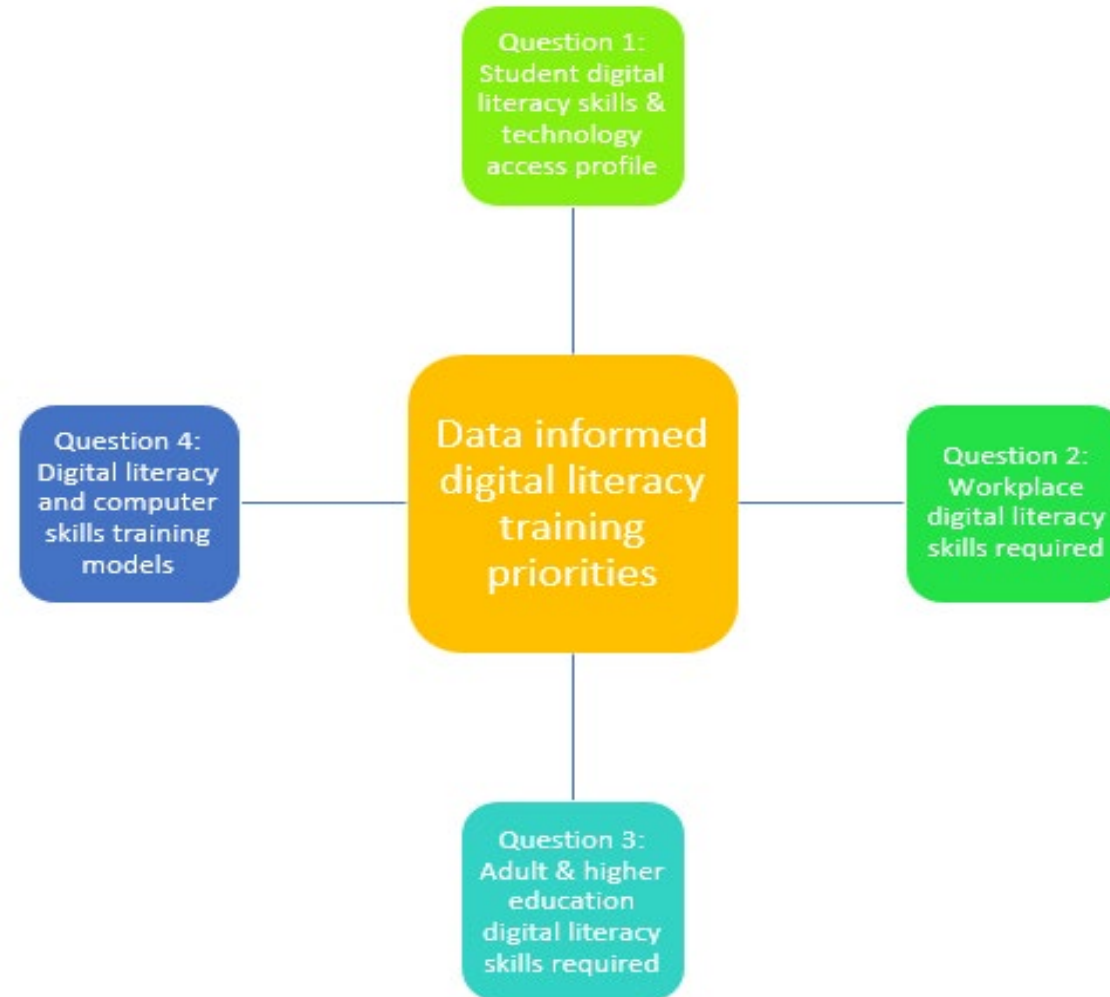 Question 1:
Student digital
literacy skills &
technology
access profile
Question 4:
Digital literacy
and computer
skills training
models
Data informed
digital literacy
training
priorities
Question 2:
Workplace
digital literacy
skills required
Question 3:
Adult & higher
education
digital literacy
skills required